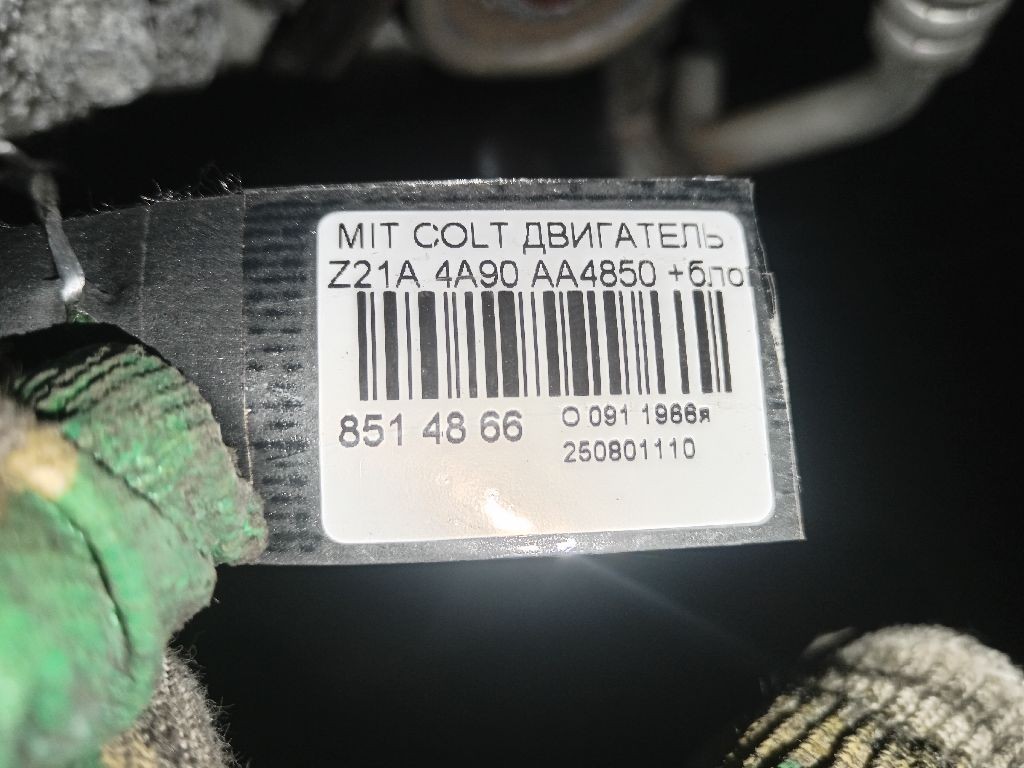 MIT COLT ДВИГАТЕЛЬ
Z21A 4A90 AA4850 +бло
851 48 66
О 091 1966я
250801110